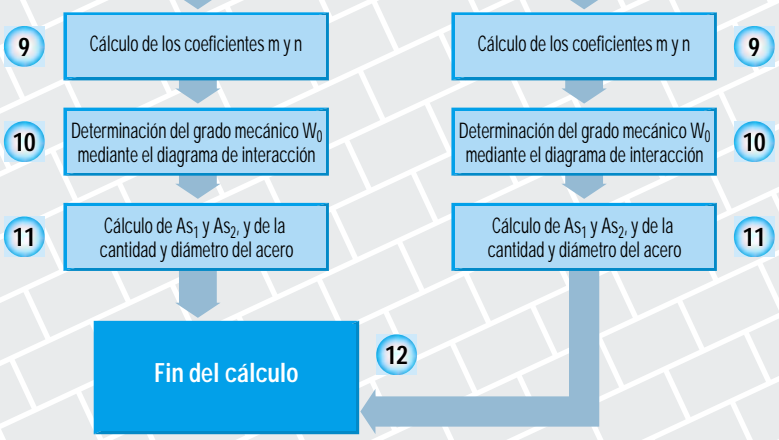 9
Cálculo de los coeficientes m y n
10
Determinación del grado mecánico W₀
mediante el diagrama de interacción
11
Cálculo de As₁ y As₂, y de la
cantidad y diámetro del acero
Cálculo de los coeficientes m y n
9
Determinación del grado mecánico W₀
mediante el diagrama de interacción
10
Cálculo de As₁ y As₂, y de la
cantidad y diámetro del acero
11
Fin del cálculo
12